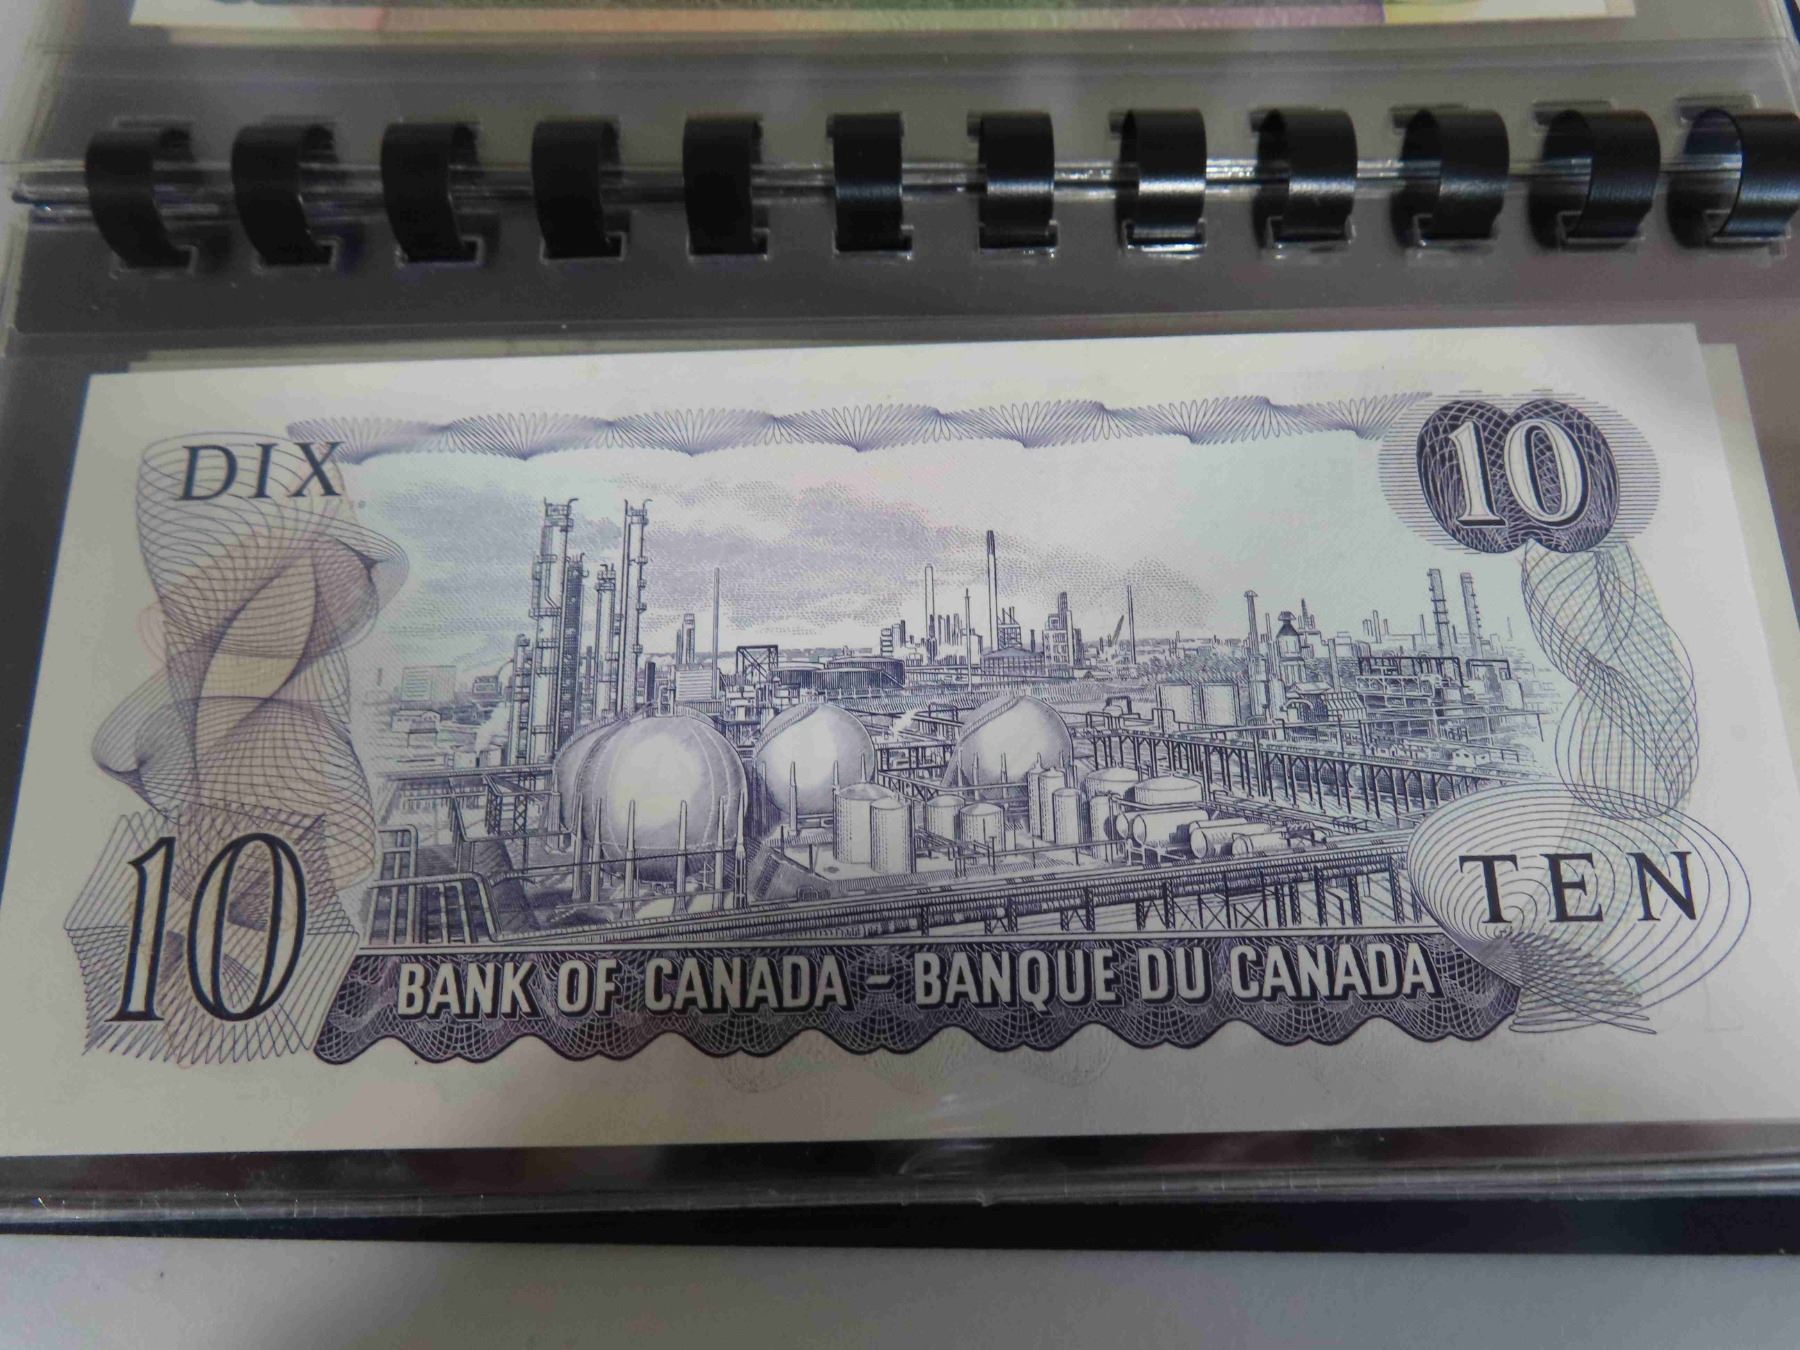 DIX
10
10
TEN
BANK OF CANADA – BANQUE DU CANADA